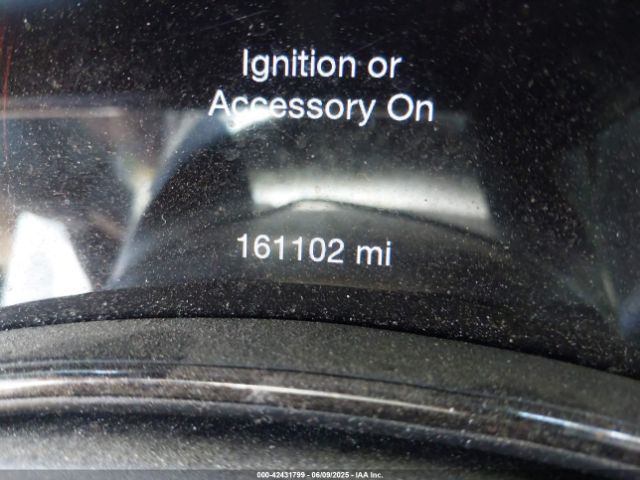 Ignition or
Accessory On
161102 mi
000-42431799 - 06/09/2025 - IAA Inc.